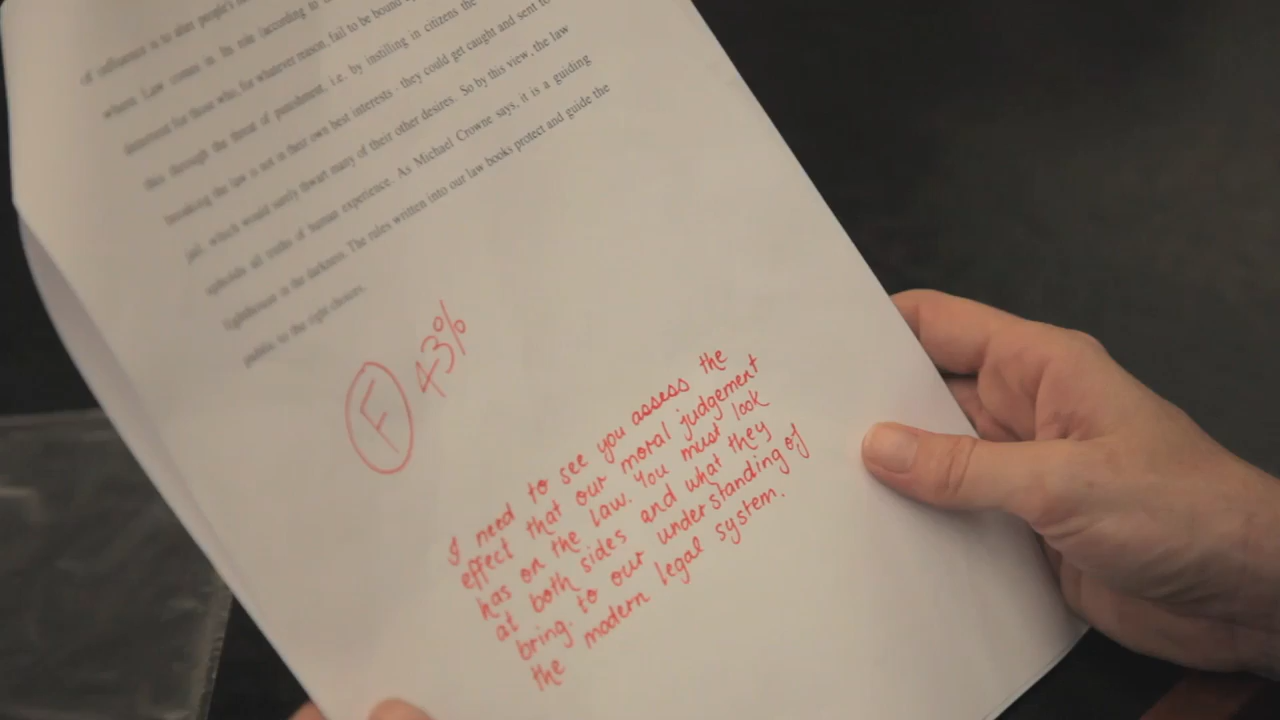 of influence is to alter people's
where Law comes in. Its role (according to
deterrent for those who, for whatever reason, fail to be bound
this through the threat of punishment, i.e. by instilling in citizens the
breaking the law is not in their own best interests - they could get caught and sent to
jail, which would surely thwart many of their other desires. So by this view, the law
upholds all truths of human experience. As Michael Crowne says, it is a guiding
lighthouse in the darkness. The rules written into our law books protect and guide the
public to the right choices.
F 43%
I need to see you assess the
effect that our moral judgement
has on the law. You must look
at both sides and what they
bring. to our understanding of
the modern legal system.